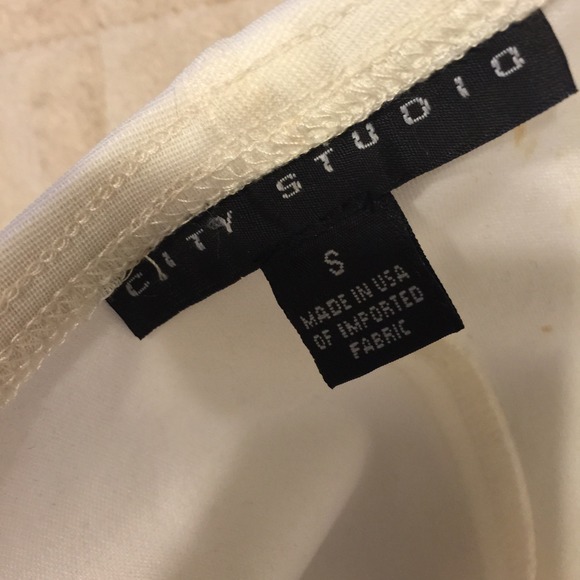 CITY STUDIO
S
MADE IN USA
OF IMPORTED
FABRIC